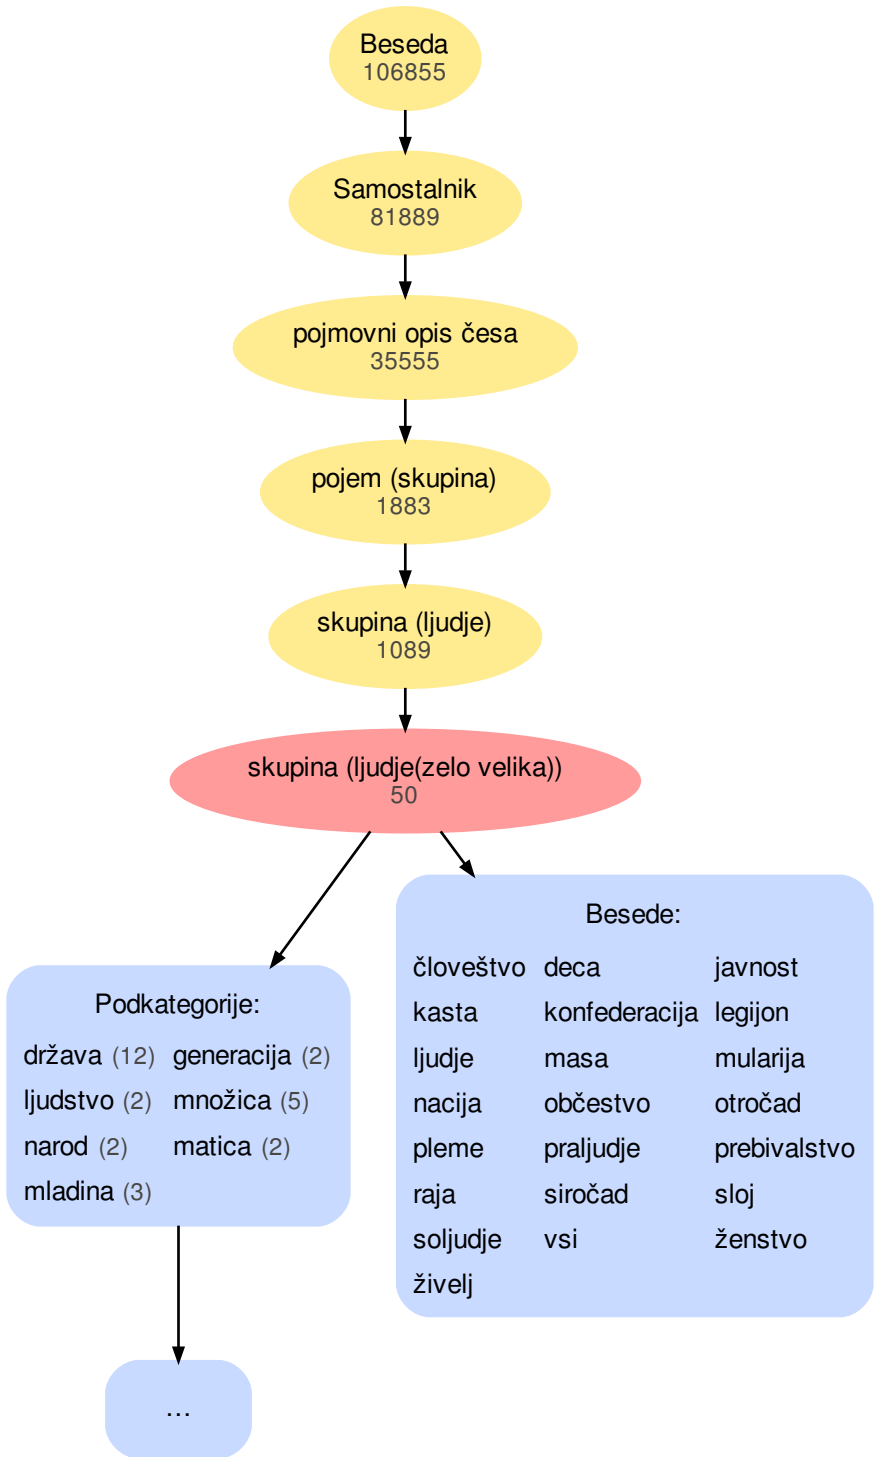 Beseda
106855
Samostalnik
81889
pojmovni opis česa
35555
pojem (skupina)
1883
skupina (ljudje)
1089
skupina (ljudje(zelo velika))
50
Podkategorije:
država (12) generacija (2)
ljudstvo (2) množica (5)
narod (2) matica (2)
mladina (3)
...
Besede:
človeštvo deca javnost
kasta konfederacija legijon
ljudje masa mularija
nacija občestvo otročad
pleme praljudje prebivalstvo
raja siročad sloj
soljudje vsi ženstvo
živelj